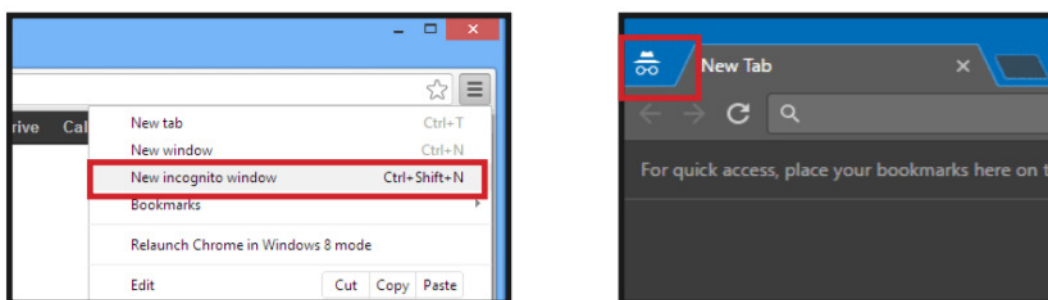 rive Cal
New tab Ctrl+T
New window Ctrl+N
New incognito window Ctrl+Shift+N
Bookmarks
Relaunch Chrome in Windows 8 mode
Edit Cut Copy Paste
New Tab
For quick access, place your bookmarks here on t